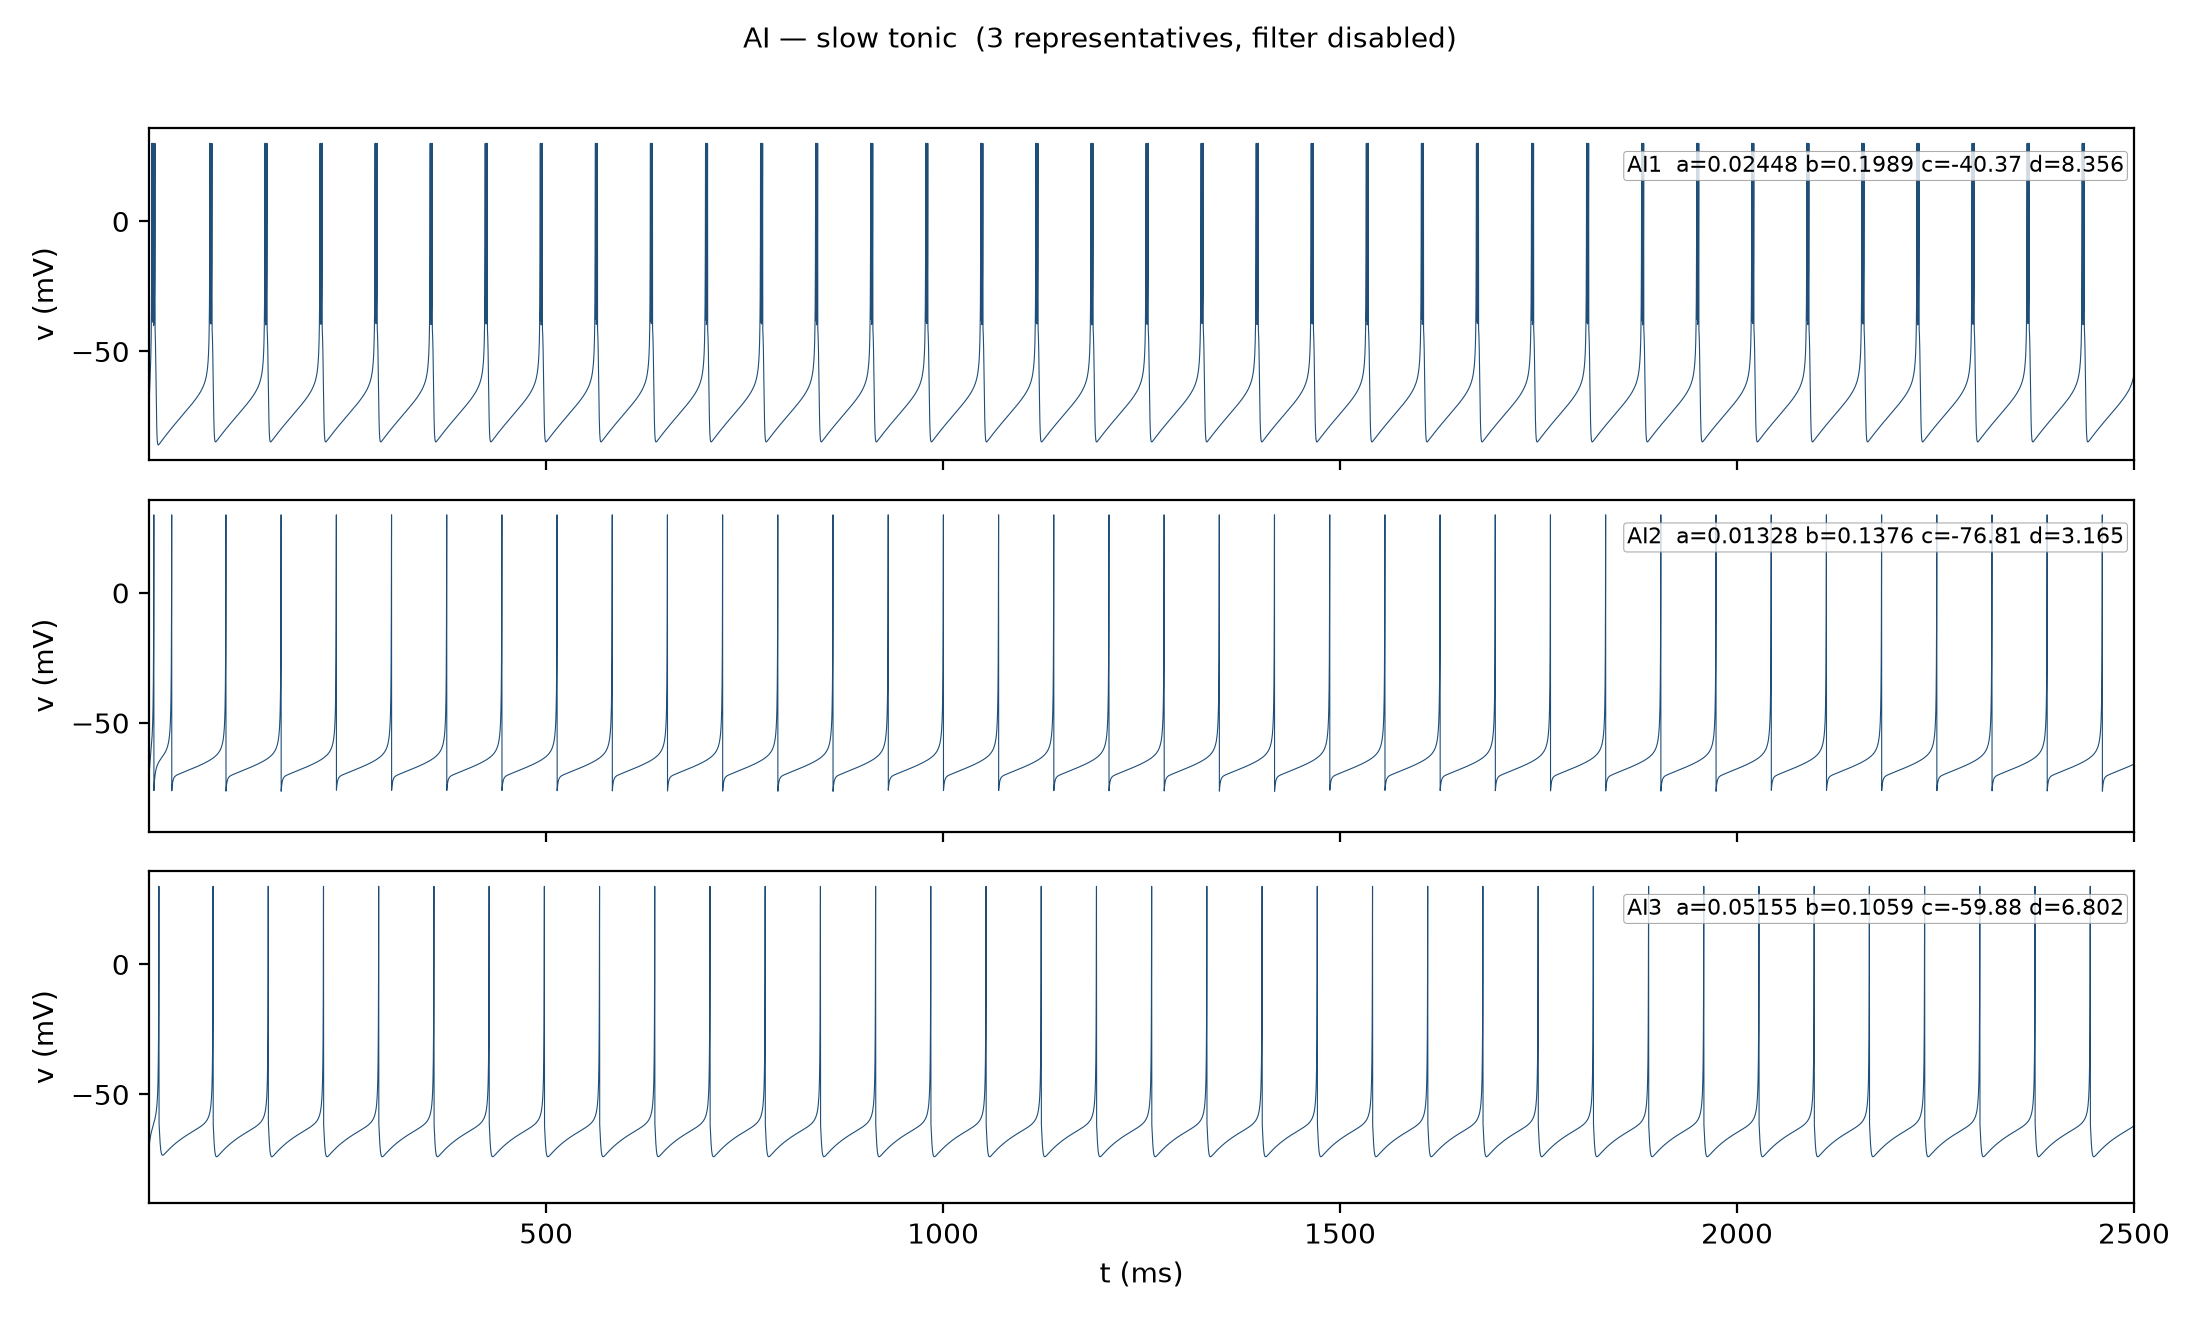 AI — slow tonic  (3 representatives, filter disabled)
AI1  a=0.02448 b=0.1989 c=-40.37 d=8.356
0
−50
v (mV)
AI2  a=0.01328 b=0.1376 c=-76.81 d=3.165
0
−50
v (mV)
AI3  a=0.05155 b=0.1059 c=-59.88 d=6.802
0
−50
v (mV)
500 1000 1500 2000 2500
t (ms)